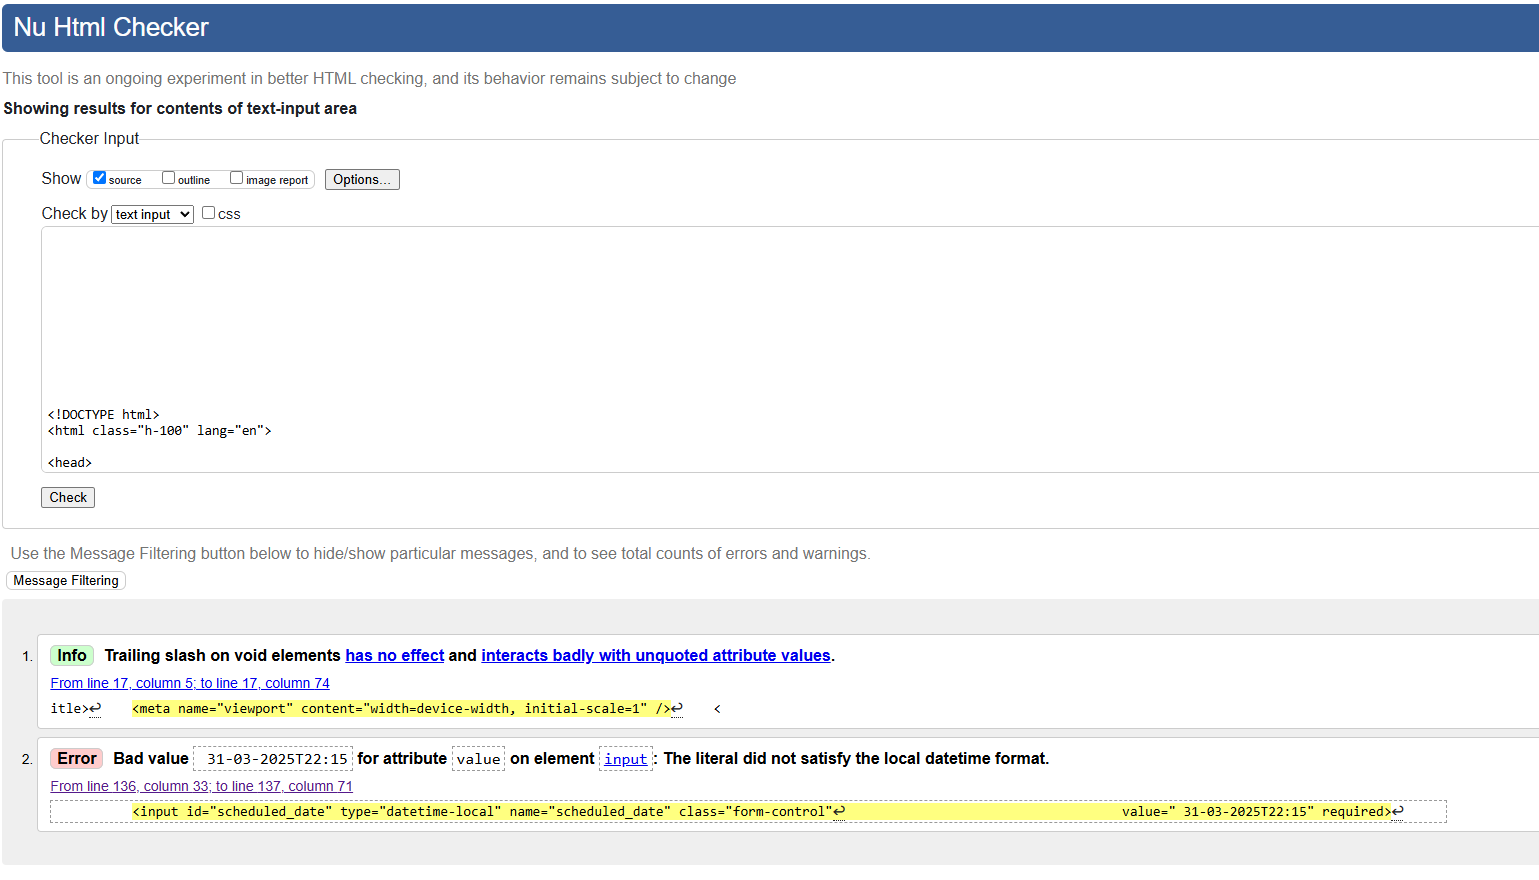 Nu Html Checker
This tool is an ongoing experiment in better HTML checking, and its behavior remains subject to change
Showing results for contents of text-input area
Checker Input
Show source outline image report Options...
Check by text input css
<!DOCTYPE html>
<html class="h-100" lang="en">
<head>
Check
Use the Message Filtering button below to hide/show particular messages, and to see total counts of errors and warnings.
Message Filtering
1. Info Trailing slash on void elements has no effect and interacts badly with unquoted attribute values.
From line 17, column 5; to line 17, column 74
itle>↩ <meta name="viewport" content="width=device-width, initial-scale=1" />↩ <
2. Error Bad value 31-03-2025T22:15 for attribute value on element input: The literal did not satisfy the local datetime format.
From line 136, column 33; to line 137, column 71
<input id="scheduled_date" type="datetime-local" name="scheduled_date" class="form-control"↩ value=" 31-03-2025T22:15" required>↩